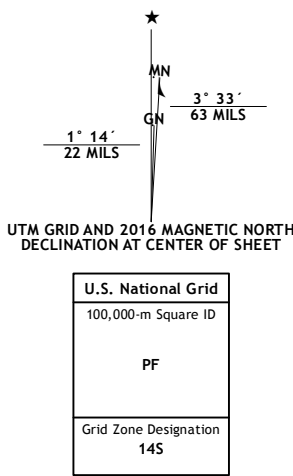 ★
MN
GN
3° 33´
63 MILS
1° 14´
22 MILS
UTM GRID AND 2016 MAGNETIC NORTH
DECLINATION AT CENTER OF SHEET
U.S. National Grid
100,000-m Square ID
PF
Grid Zone Designation
14S